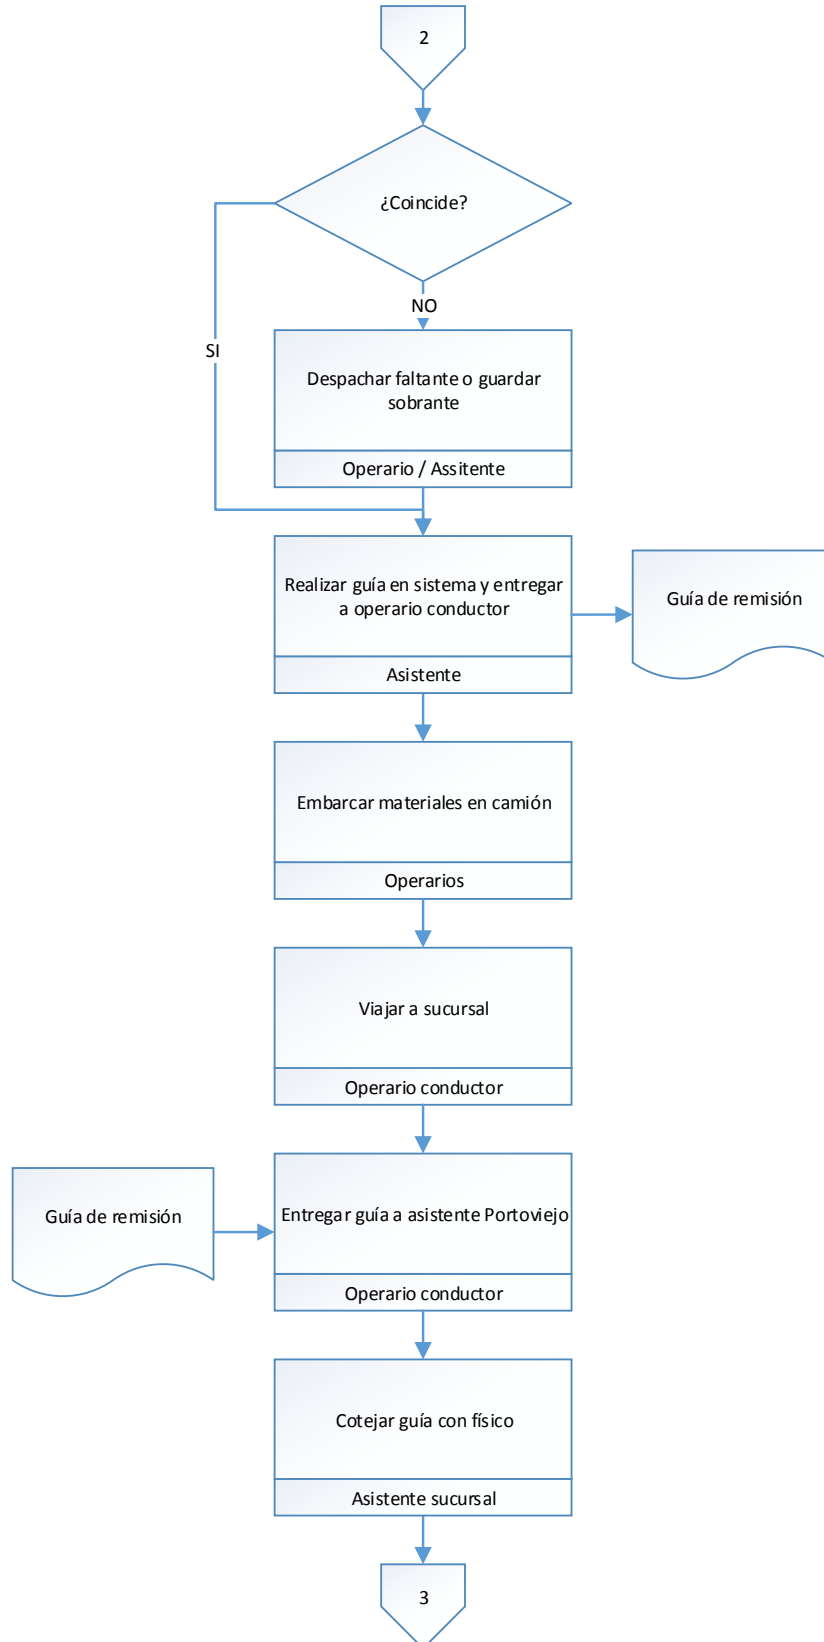 2
¿Coincide?
NO
SI
Despachar faltante o guardar
sobrante
Operario / Assitente
Realizar guía en sistema y entregar
a operario conductor
Asistente
Guía de remisión
Embarcar materiales en camión
Operarios
Viajar a sucursal
Operario conductor
Guía de remisión
Entregar guía a asistente Portoviejo
Operario conductor
Cotejar guía con físico
Asistente sucursal
3